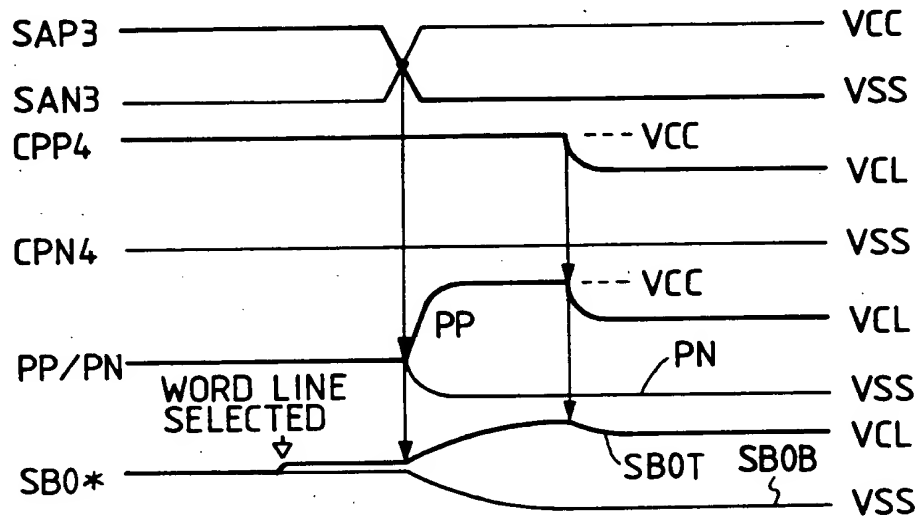 SAP3 VCC
SAN3 VSS
CPP4 --- VCC
VCL
CPN4 VSS
--- VCC
PP VCL
PP/PN PN
WORD LINE VSS
SELECTED
VCL
SB0* SB0T SB0B
VSS